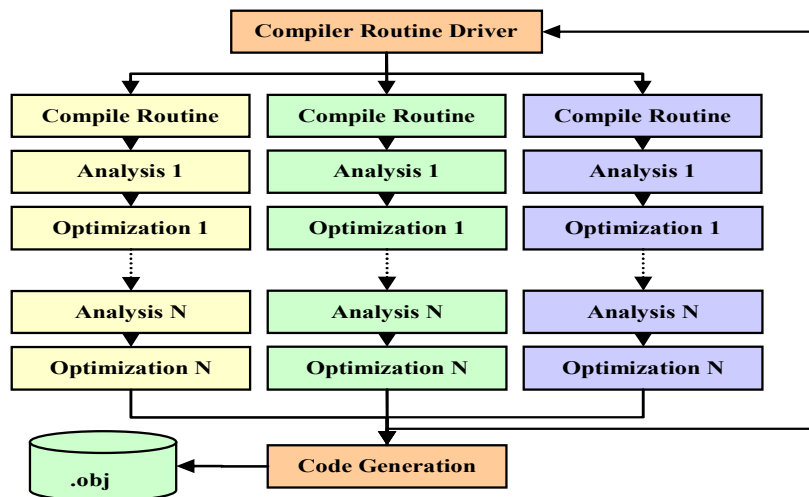 Compiler Routine Driver
Compile Routine
Compile Routine
Compile Routine
Analysis 1
Analysis 1
Analysis 1
Optimization 1
Optimization 1
Optimization 1
Analysis N
Analysis N
Analysis N
Optimization N
Optimization N
Optimization N
Code Generation
.obj